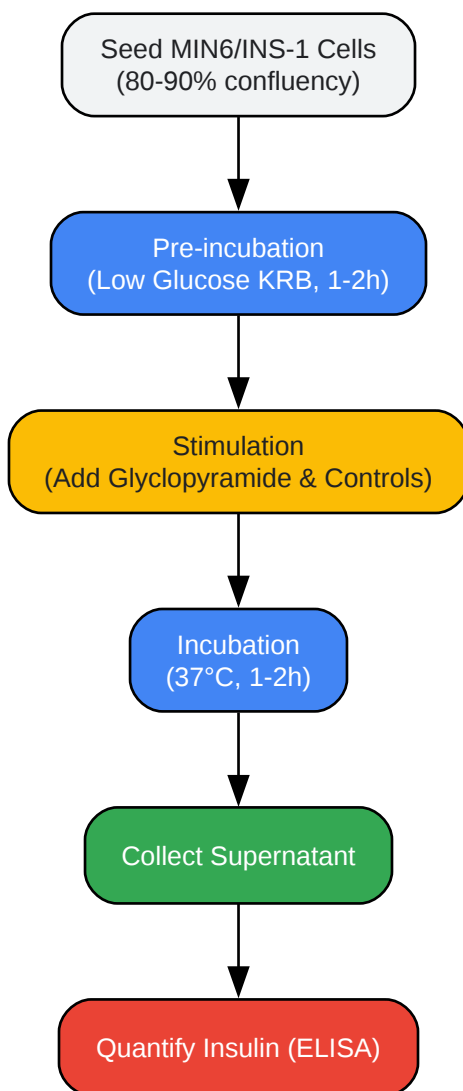 Seed MIN6/INS-1 Cells
(80-90% confluency)
Pre-incubation
(Low Glucose KRB, 1-2h)
Stimulation
(Add Glyclopyramide & Controls)
Incubation
(37°C, 1-2h)
Collect Supernatant
Quantify Insulin (ELISA)